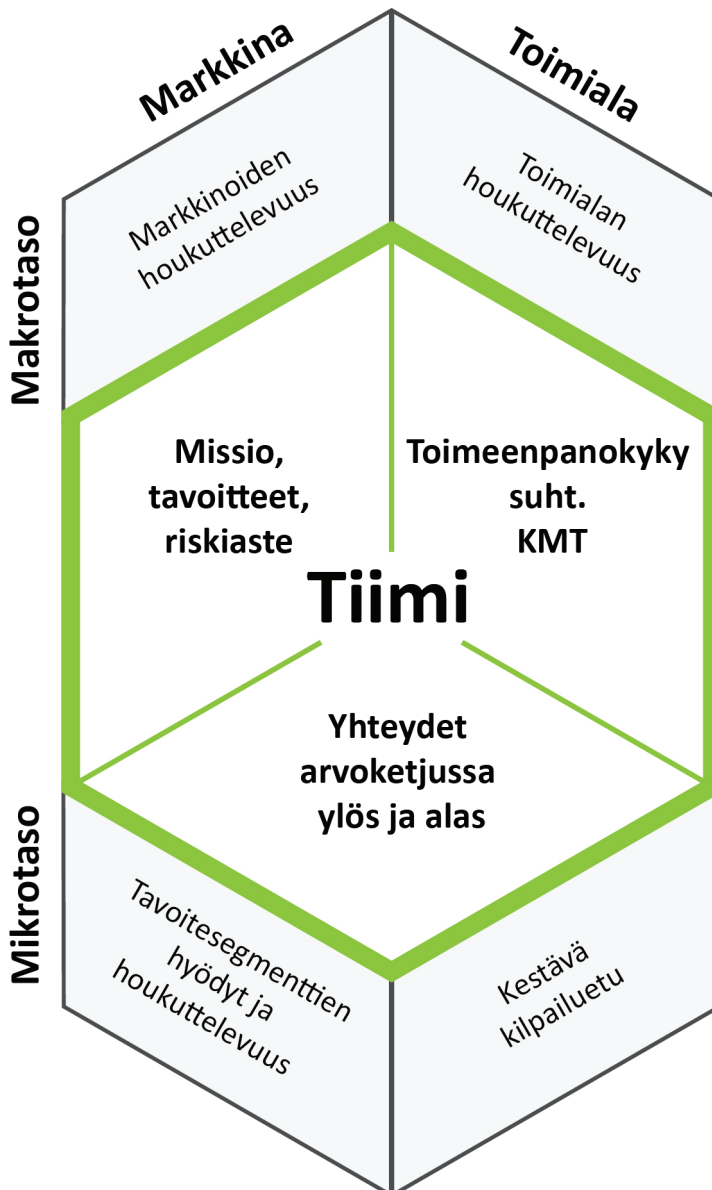 Markkina
Toimiala
Makrotaso
Markkinoiden
houkuttelevuus
Toimialan
houkuttelevuus
Missio,
tavoitteet,
riskiaste
Toimeenpanokyky
suht.
KMT
Tiimi
Yhteydet
arvoketjussa
ylös ja alas
Mikrotaso
Tavoitesegmenttien
hyödyt ja
houkuttelevuus
Kestävä
kilpailuetu